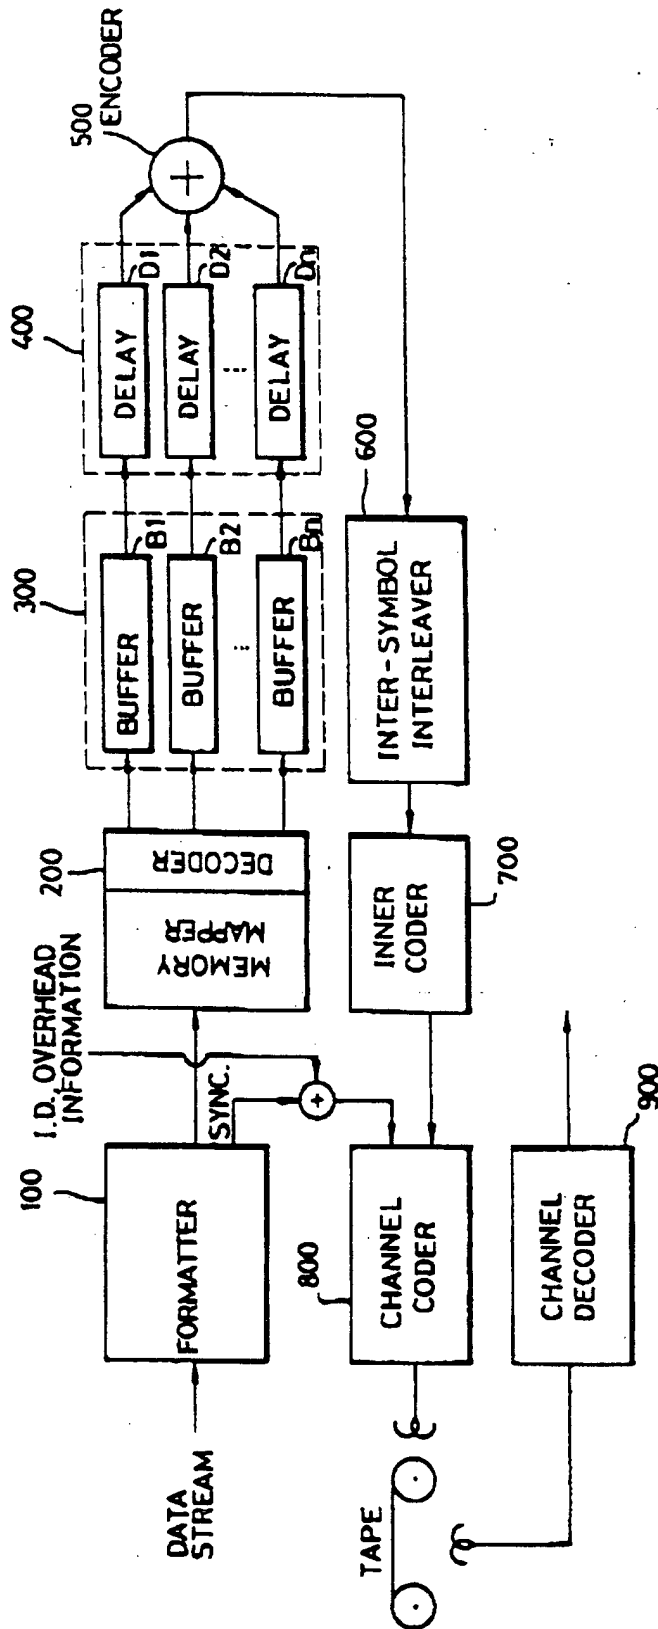 DATA
STREAM
100
FORMATTER
SYNC.
I.D., OVERHEAD
INFORMATION
200
MEMORY
MAPPER
DECODER
300
BUFFER
B1
BUFFER
B2
BUFFER
Bn
400
DELAY
D1
DELAY
D2
DELAY
Dn
500
ENCODER
TAPE
800
CHANNEL
CODER
INNER
CODER
700
600
INTER-SYMBOL
INTERLEAVER
CHANNEL
DECODER
900